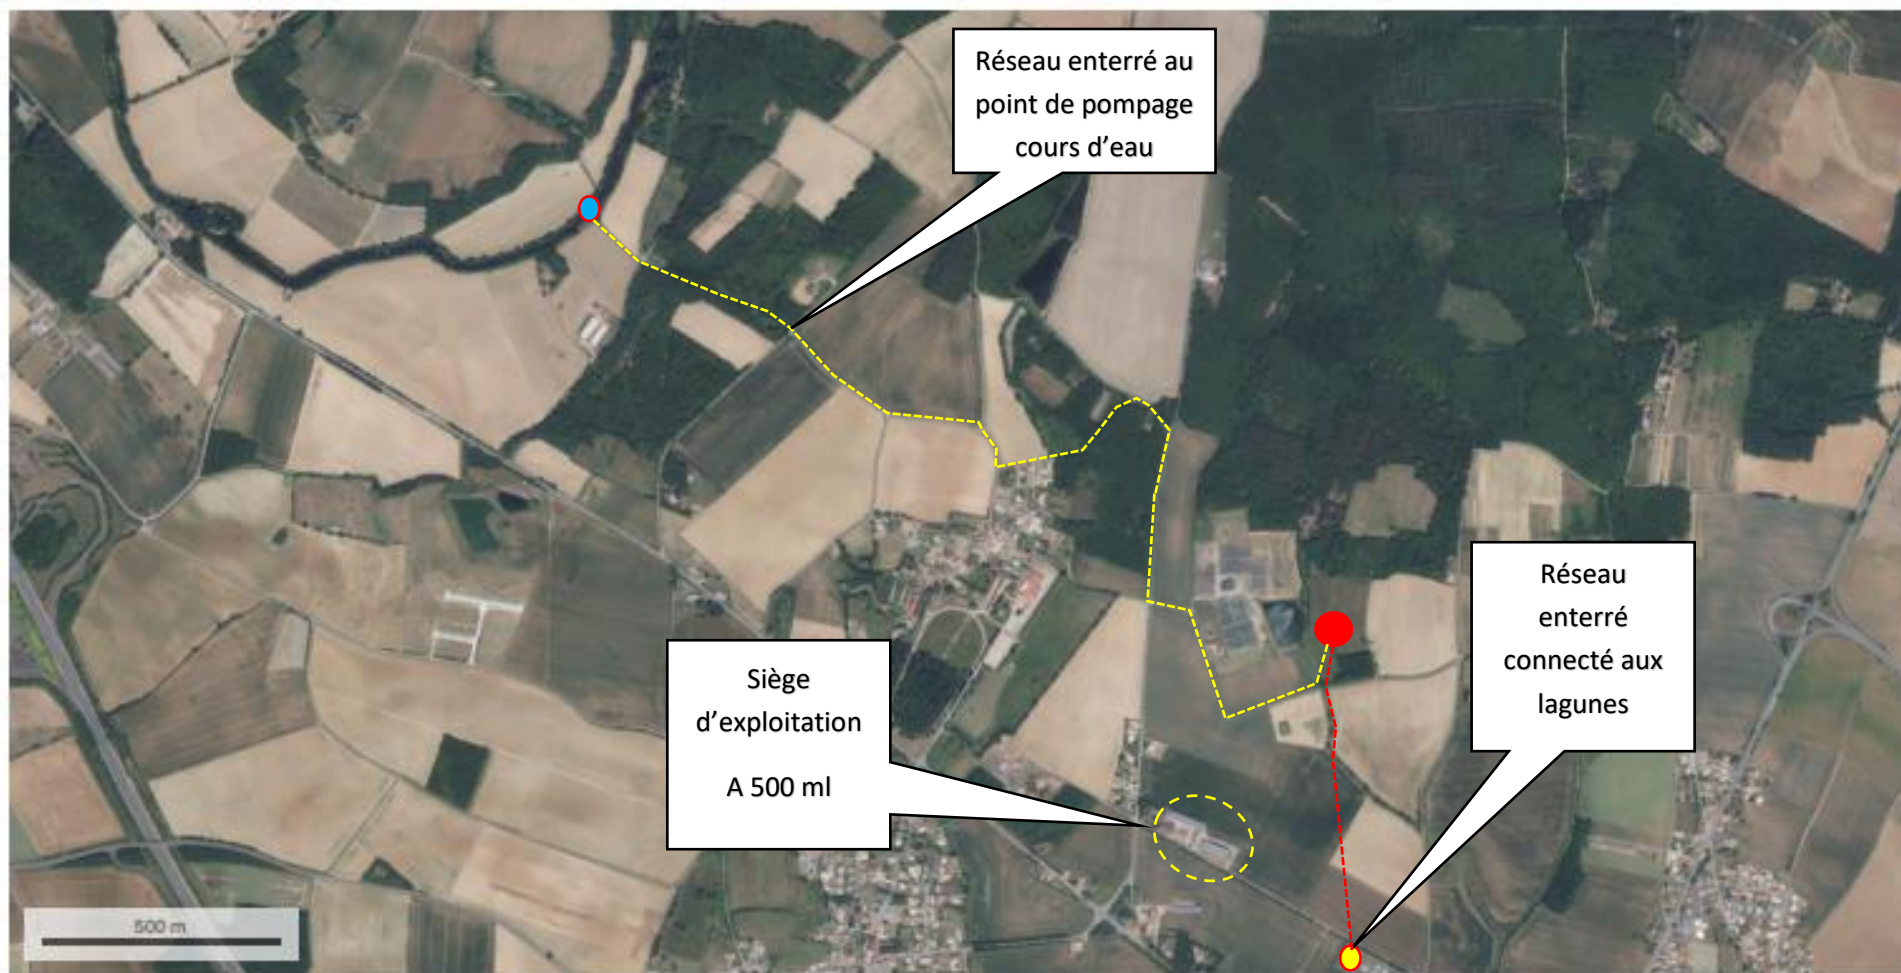 Réseau enterré au
point de pompage
cours d’eau
Réseau
enterré
connecté aux
lagunes
Siège
d’exploitation
A 500 ml
500 m